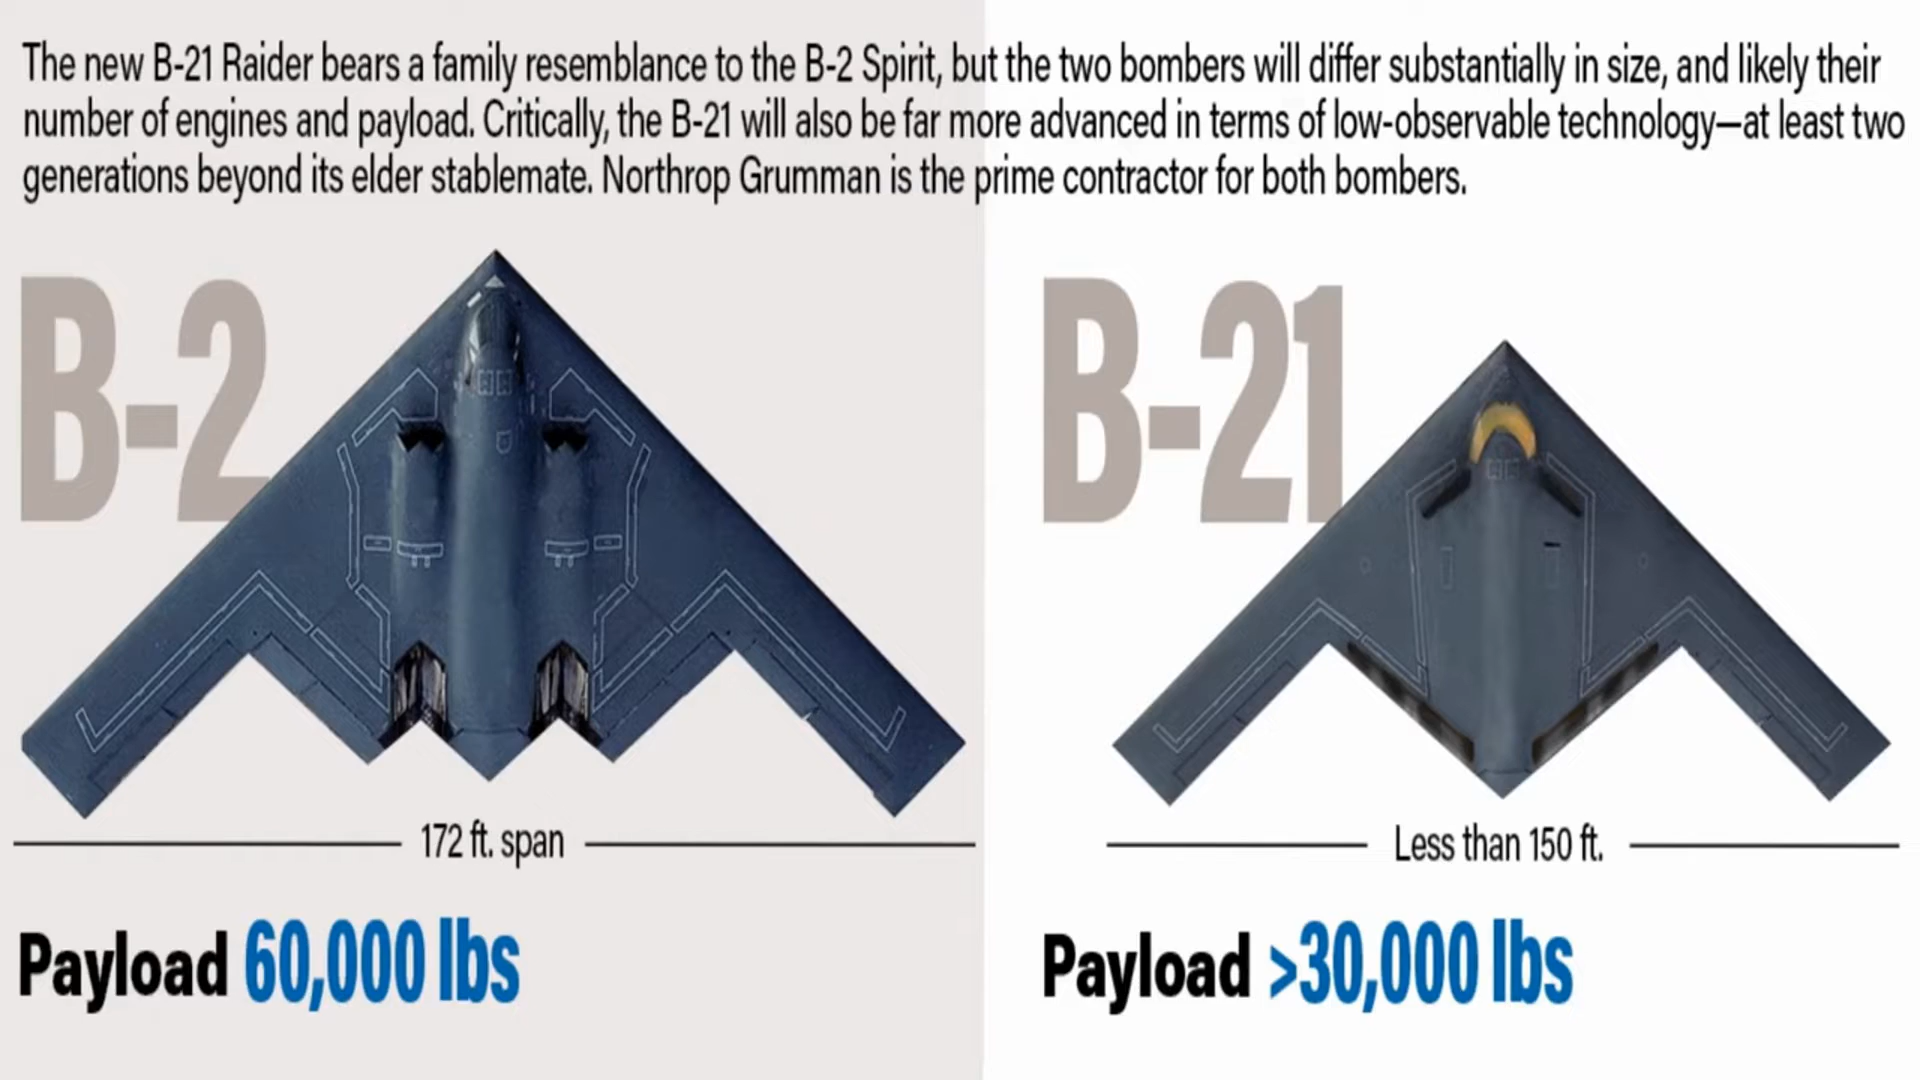 The new B-21 Raider bears a family resemblance to the B-2 Spirit, but the two bombers will differ substantially in size, and likely their
number of engines and payload. Critically, the B-21 will also be far more advanced in terms of low-observable technology—at least two
generations beyond its elder stablemate. Northrop Grumman is the prime contractor for both bombers.
B-2
172 ft. span
Payload 60,000 lbs
B-21
Less than 150 ft.
Payload >30,000 lbs